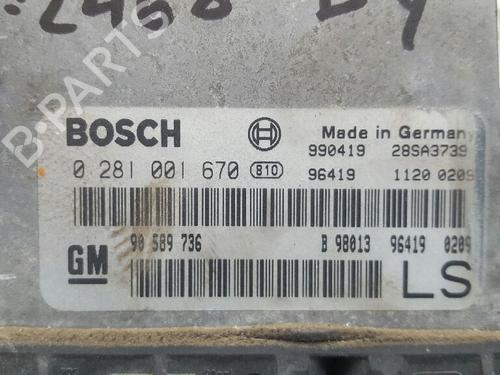 BOSCH
Made in Germany
990419 28SA3739
0 281 001 670 B10
96419 1120 0209
90 589 736 B 98013 96419 0209
GM
LS
B-PARTS